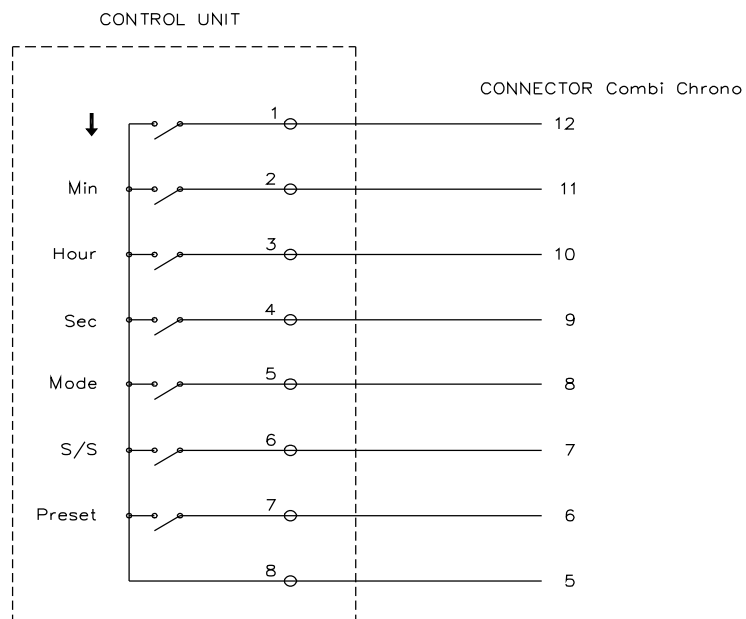 CONTROL UNIT
CONNECTOR Combi Chrono
1 12
Min 2 11
Hour 3 10
Sec 4 9
Mode 5 8
S/S 6 7
Preset 7 6
8 5